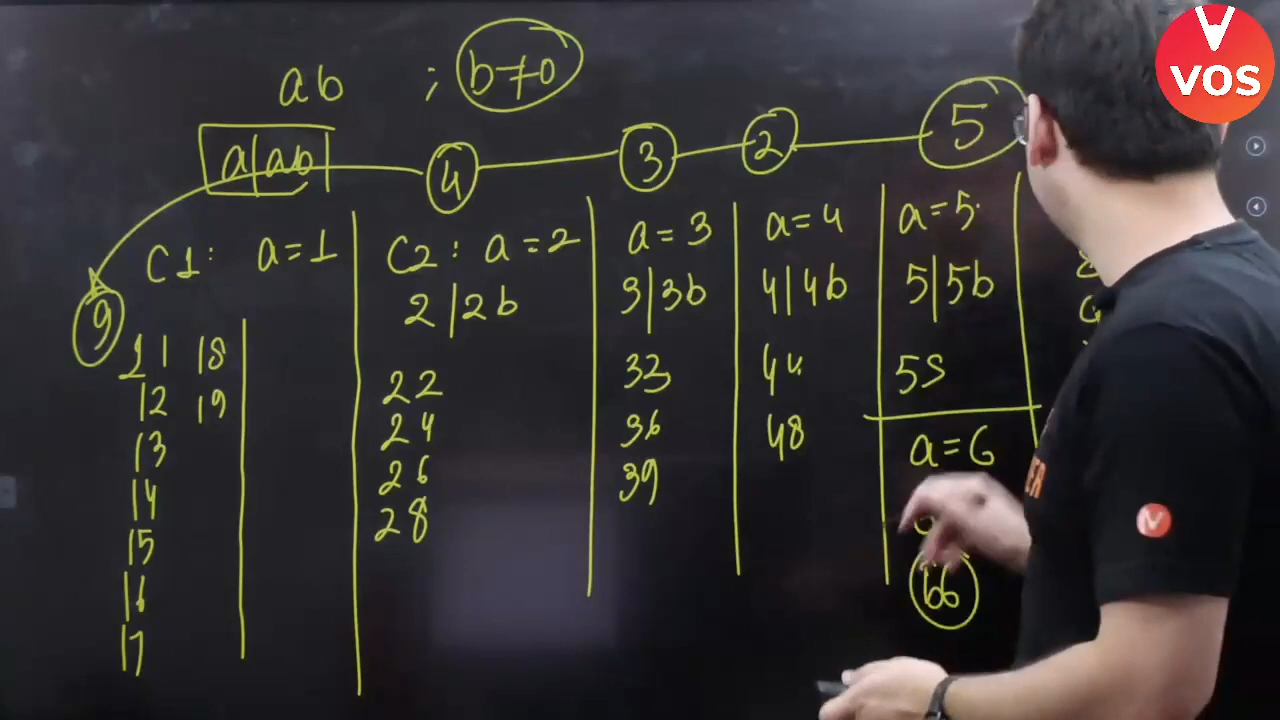 ab ; b≠0
a|ab 4 3 2 5
9
C1: a=1
11 18
12 19
13
14
15
16
17
C2: a=2
2|2b
22
24
26
28
a=3
3|3b
33
36
39
a=4
4|4b
44
48
a=5
5|5b
55
a=6
66
VOS